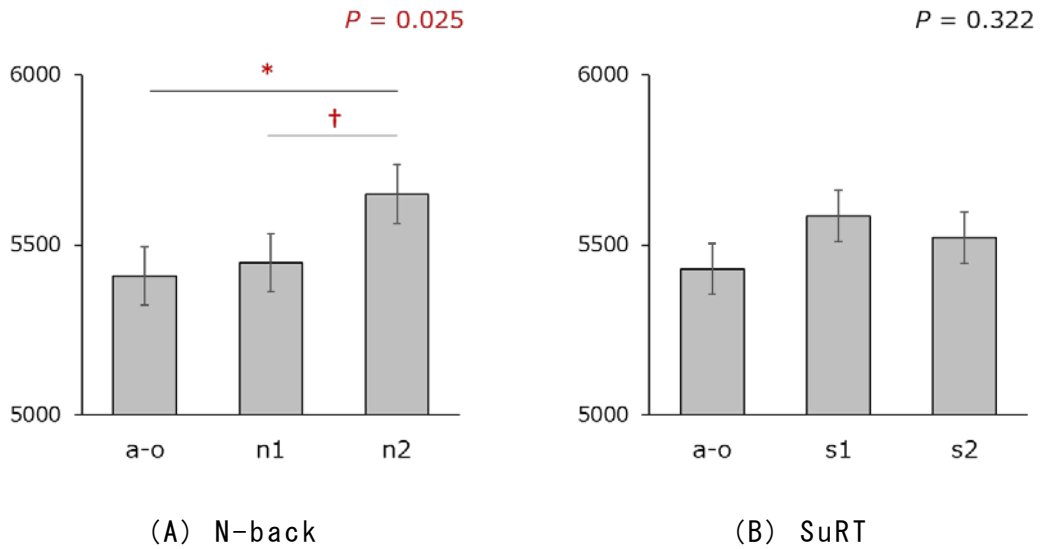 P = 0.025
6000
*
†
5500
5000
a-o n1 n2
(A) N-back
P = 0.322
6000
5500
5000
a-o s1 s2
(B) SuRT